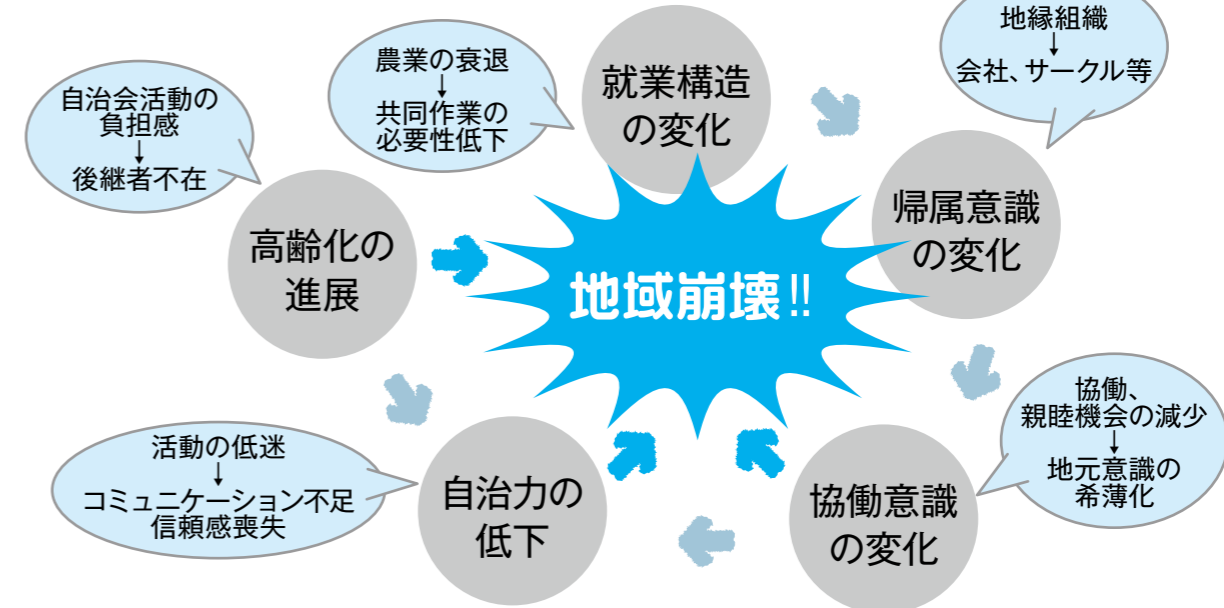 農業の衰退
↓
共同作業の
必要性低下
就業構造
の変化
地縁組織
↓
会社、サークル等
帰属意識
の変化
協働、
親睦機会の減少
↓
地元意識の
希薄化
協働意識
の変化
活動の低迷
↓
コミュニケーション不足
信頼感喪失
自治力の
低下
自治会活動の
負担感
↓
後継者不在
高齢化の
進展
地域崩壊!!